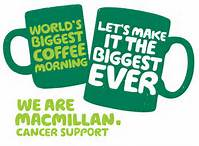 WORLD'S
BIGGEST
COFFEE
MORNING
LET'S MAKE
IT THE
BIGGEST
EVER
WE ARE
MACMILLAN.
CANCER SUPPORT